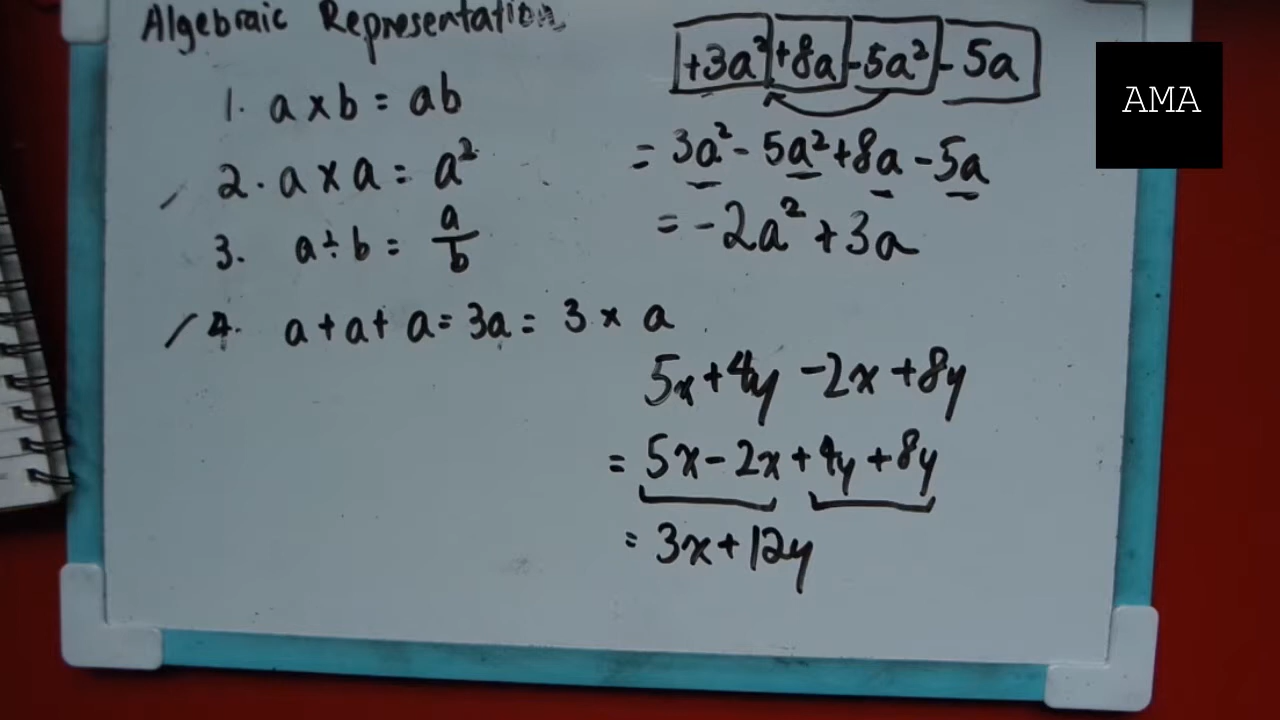 Algebraic Representation
1. a x b = ab
2. a x a = a²
3. a ÷ b = a/b
4. a + a + a = 3a = 3 x a
+3a² +8a -5a² - 5a
= 3a² - 5a² + 8a - 5a
= -2a² + 3a
5x + 4y - 2x + 8y
= 5x - 2x + 4y + 8y
= 3x + 12y
AMA